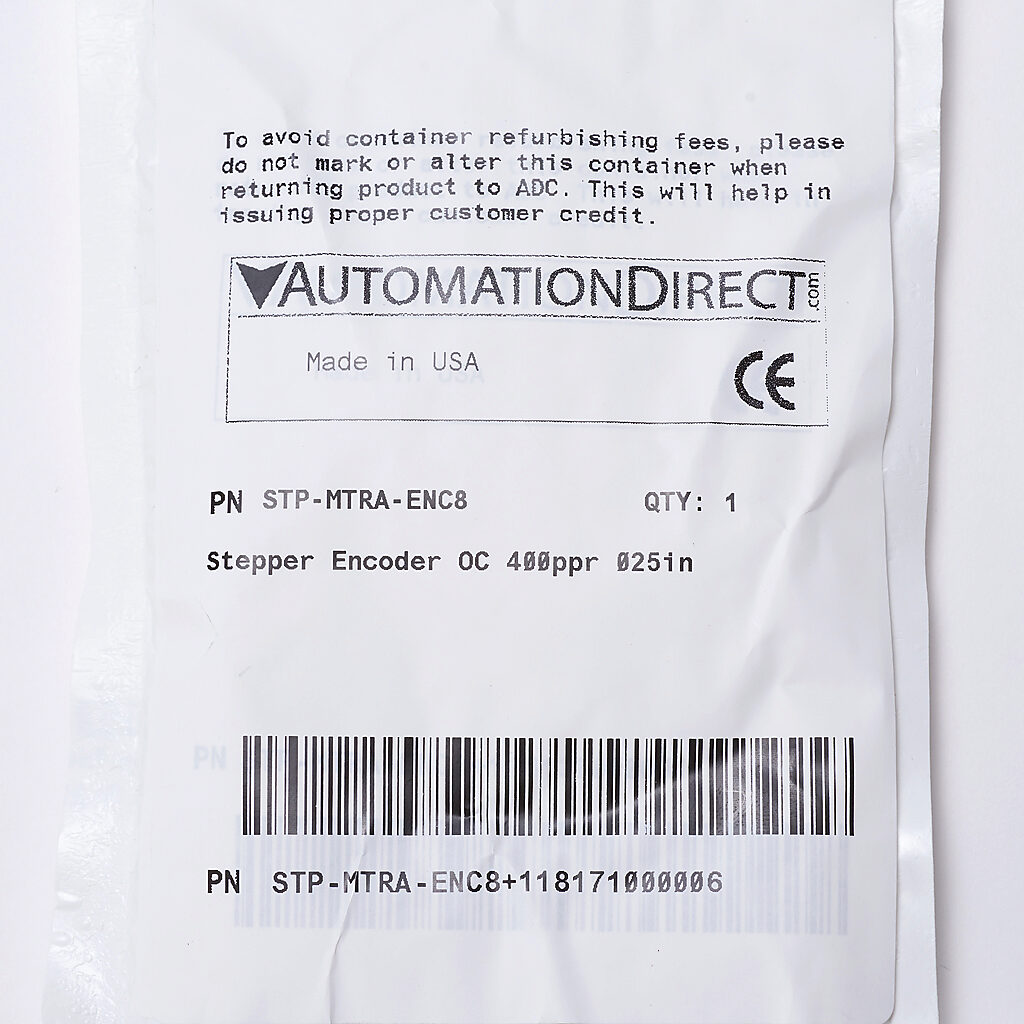 To avoid container refurbishing fees, please
do not mark or alter this container when
returning product to ADC. This will help in
issuing proper customer credit.
AUTOMATIONDIRECT.com
Made in USA
CE
PN STP-MTRA-ENC8 QTY: 1
Stepper Encoder OC 400ppr 025in
PN STP-MTRA-ENC8+118171000006